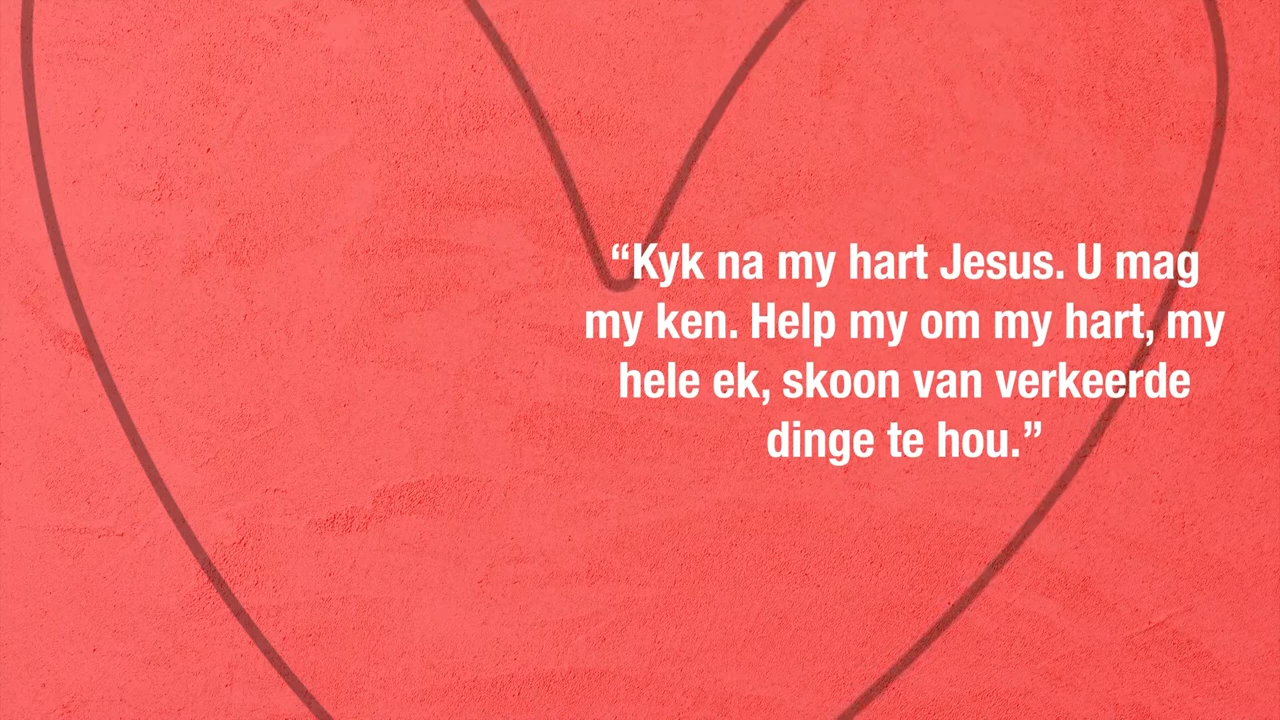 “Kyk na my hart Jesus. U mag
my ken. Help my om my hart, my
hele ek, skoon van verkeerde
dinge te hou.”